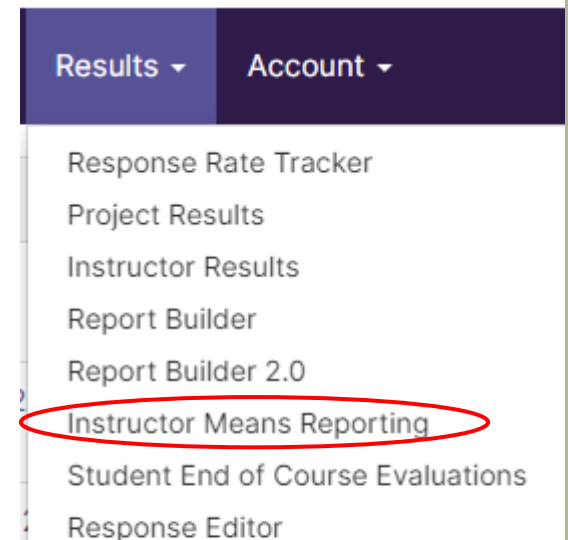 Results Account
Response Rate Tracker
Project Results
Instructor Results
Report Builder
Report Builder 2.0
Instructor Means Reporting
Student End of Course Evaluations
Response Editor